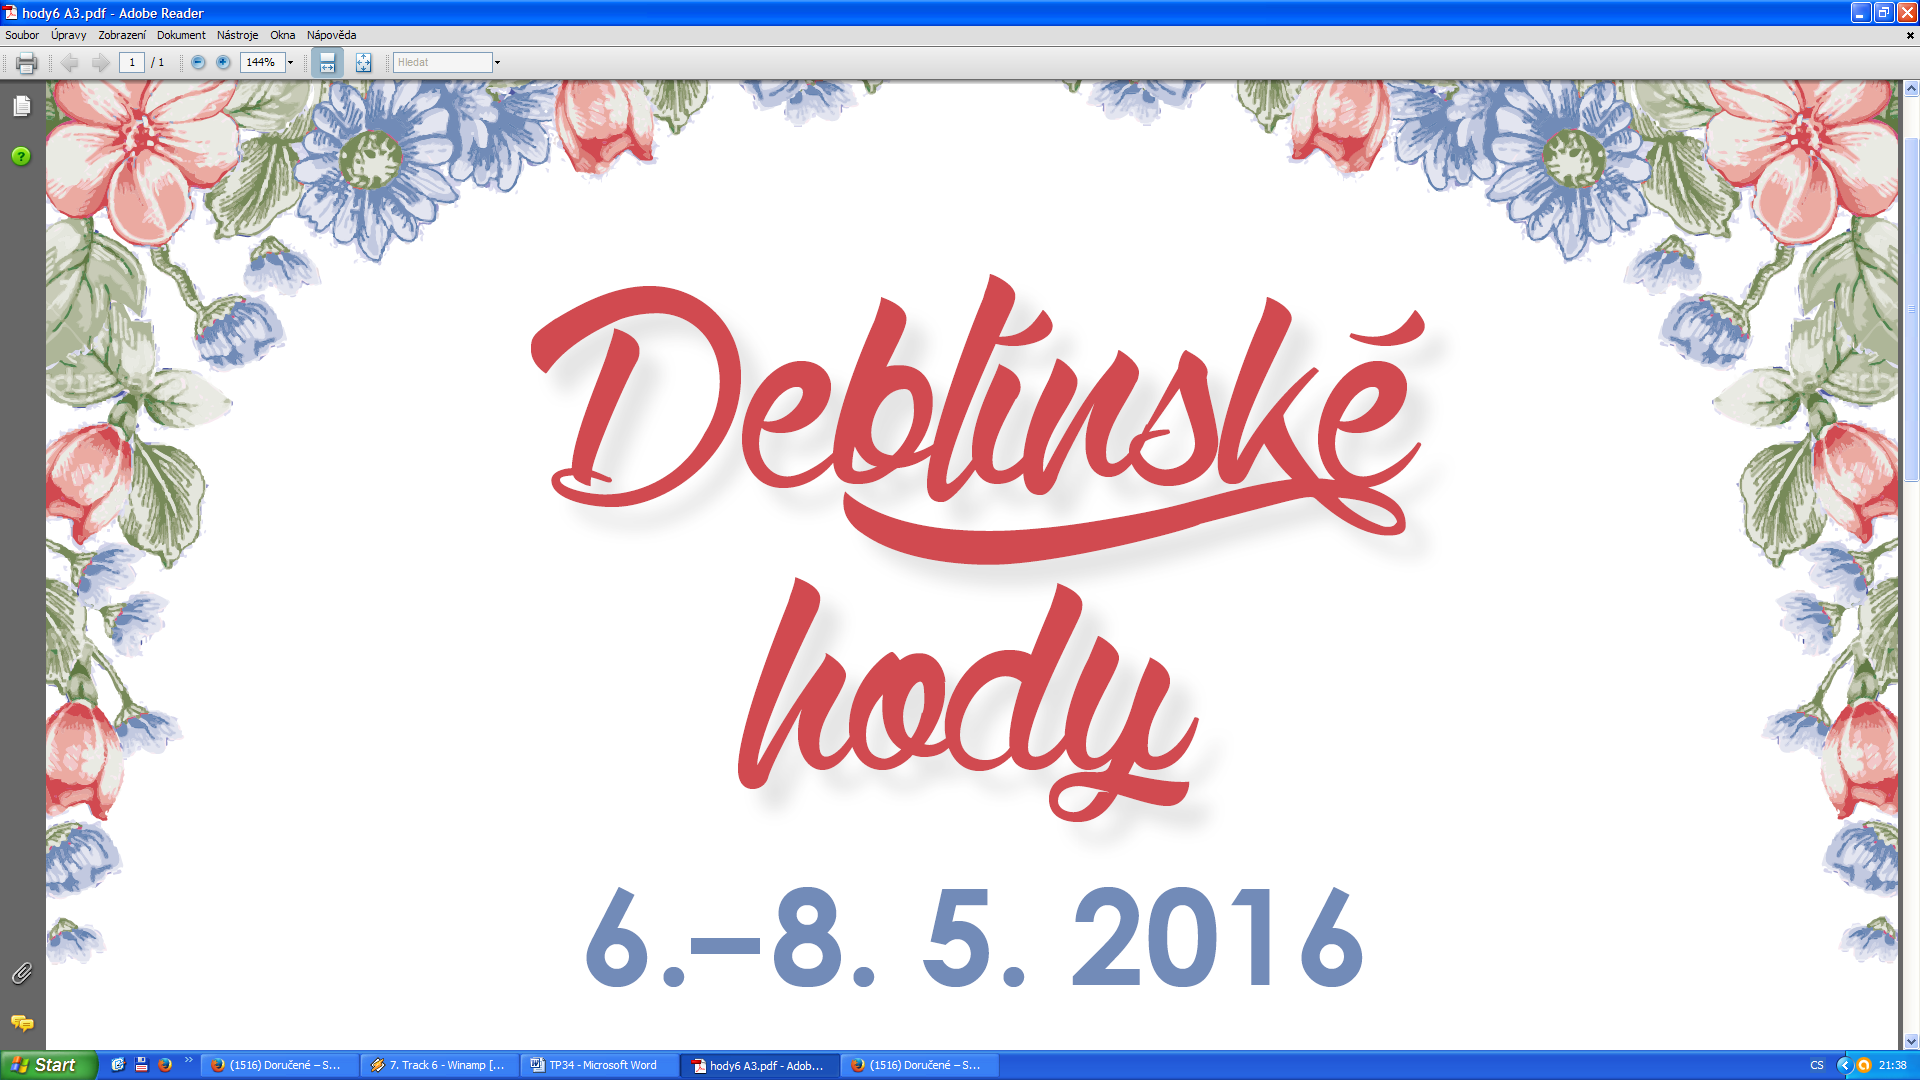 hody6 A3.pdf - Adobe Reader
Soubor Úpravy Zobrazení Dokument Nástroje Okna Nápověda
1 / 1 144% Hledat
Deblínské
hody
6.–8. 5. 2016
Start (1516) Doručené – S... 7. Track 6 - Winamp [... TP34 - Microsoft Word hody6 A3.pdf - Adob... (1516) Doručené – S... CS 21:38